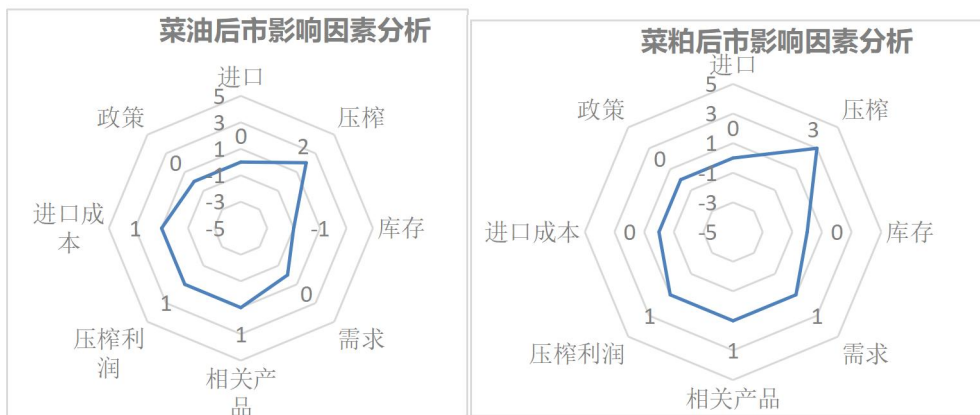 菜油后市影响因素分析
进口
5
3
1
-1
-3
-5
0
压榨
2
库存
-1
需求
0
相关产
品
1
压榨利
润
1
进口成
本
1
政策
0
菜粕后市影响因素分析
进口
5
3
1
-1
-3
-5
0
压榨
3
库存
0
需求
1
相关产品
1
压榨利润
1
进口成本
0
政策
0